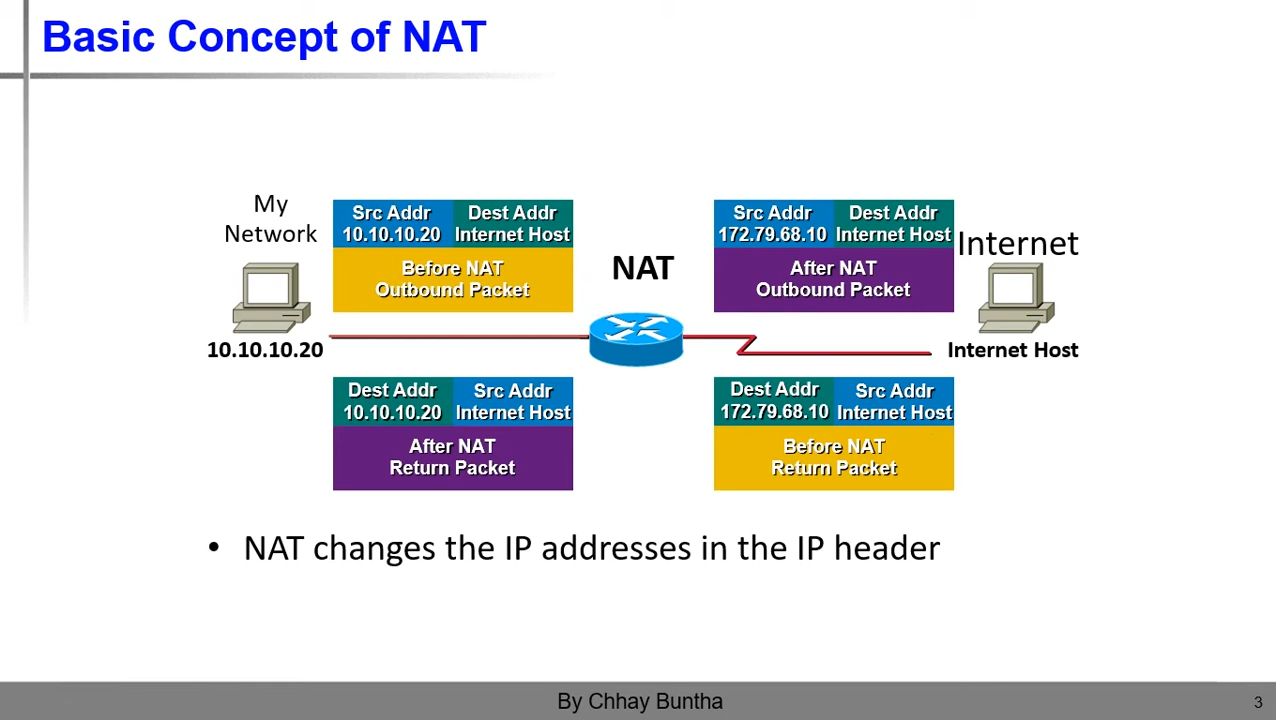 Basic Concept of NAT
My
Network
Src Addr
10.10.10.20
Dest Addr
Internet Host
Before NAT
Outbound Packet
NAT
Src Addr
172.79.68.10
Dest Addr
Internet Host
After NAT
Outbound Packet
Internet
10.10.10.20
Internet Host
Dest Addr
10.10.10.20
Src Addr
Internet Host
After NAT
Return Packet
Dest Addr
172.79.68.10
Src Addr
Internet Host
Before NAT
Return Packet
• NAT changes the IP addresses in the IP header
By Chhay Buntha
3